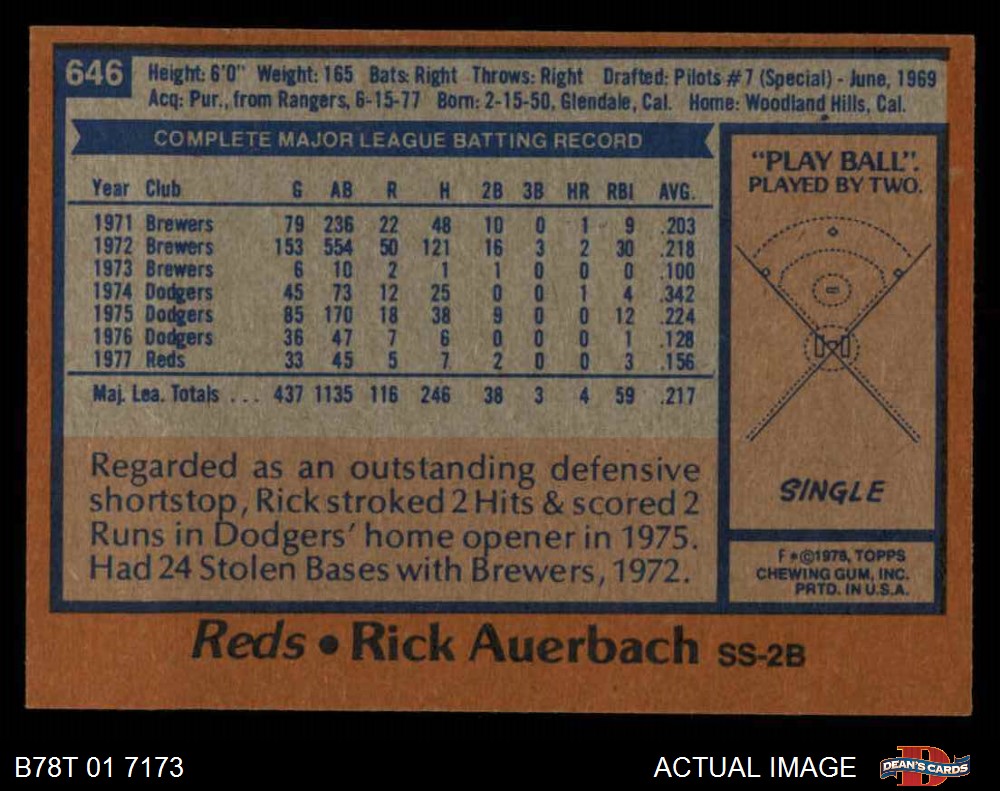 646
Height: 6'0" Weight: 165 Bats: Right Throws: Right Drafted: Pilots #7 (Special) - June, 1969
Acq: Pur., from Rangers, 6-15-77 Born: 2-15-50, Glendale, Cal. Home: Woodland Hills, Cal.
COMPLETE MAJOR LEAGUE BATTING RECORD
Year Club G AB R H 2B 3B HR RBI AVG.
1971 Brewers 79 236 22 48 10 0 1 9 .203
1972 Brewers 153 554 50 121 16 3 2 30 .218
1973 Brewers 6 10 2 1 1 0 0 0 .100
1974 Dodgers 45 73 12 25 0 0 1 4 .342
1975 Dodgers 85 170 18 38 9 0 0 12 .224
1976 Dodgers 36 47 7 6 0 0 0 1 .128
1977 Reds 33 45 5 7 2 0 0 3 .156
Maj. Lea. Totals . . . 437 1135 116 246 38 3 4 59 .217
Regarded as an outstanding defensive
shortstop, Rick stroked 2 Hits & scored 2
Runs in Dodgers' home opener in 1975.
Had 24 Stolen Bases with Brewers, 1972.
"PLAY BALL".
PLAYED BY TWO.
SINGLE
F*©1978, TOPPS
CHEWING GUM, INC.
PRTD. IN U.S.A.
Reds • Rick Auerbach SS-2B
B78T 01 7173
ACTUAL IMAGE
DEAN'S CARDS